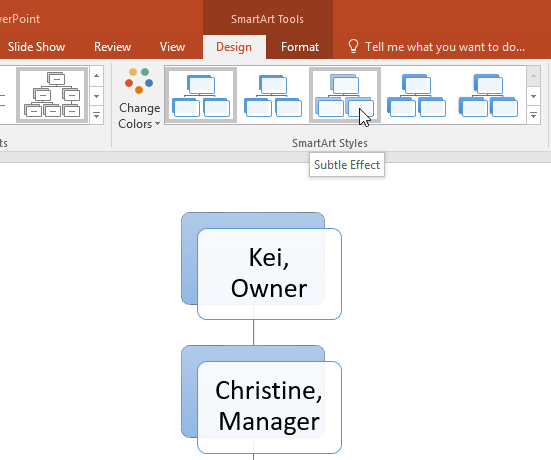 werPoint
SmartArt Tools
Slide Show Review View Design Format Tell me what you want to do...
Change
Colors
ts
SmartArt Styles
Subtle Effect
Kei,
Owner
Christine,
Manager